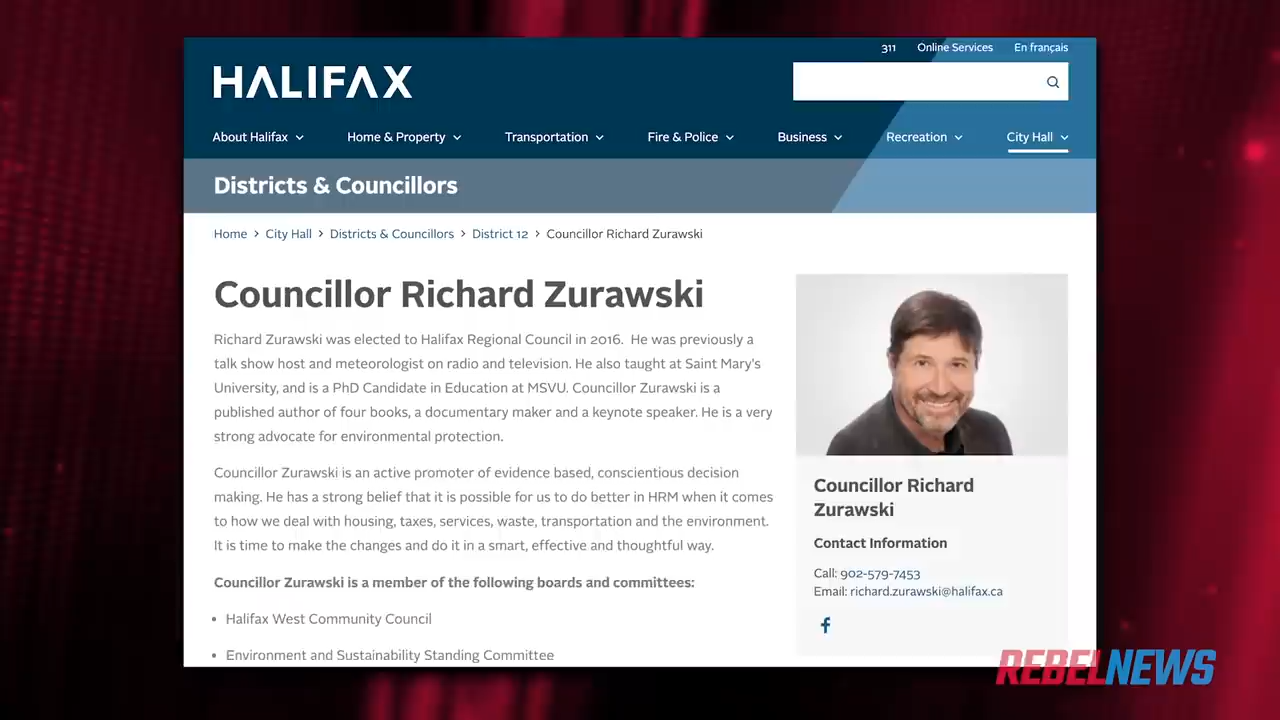 311 Online Services En français
HALIFAX
About Halifax Home & Property Transportation Fire & Police Business Recreation City Hall
Districts & Councillors
Home > City Hall > Districts & Councillors > District 12 > Councillor Richard Zurawski
Councillor Richard Zurawski
Richard Zurawski was elected to Halifax Regional Council in 2016. He was previously a
talk show host and meteorologist on radio and television. He also taught at Saint Mary's
University, and is a PhD Candidate in Education at MSVU. Councillor Zurawski is a
published author of four books, a documentary maker and a keynote speaker. He is a very
strong advocate for environmental protection.
Councillor Zurawski is an active promoter of evidence based, conscientious decision
making. He has a strong belief that it is possible for us to do better in HRM when it comes
to how we deal with housing, taxes, services, waste, transportation and the environment.
It is time to make the changes and do it in a smart, effective and thoughtful way.
Councillor Zurawski is a member of the following boards and committees:
• Halifax West Community Council
• Environment and Sustainability Standing Committee
Councillor Richard
Zurawski
Contact Information
Call: 902-579-7453
Email: richard.zurawski@halifax.ca
REBELNEWS